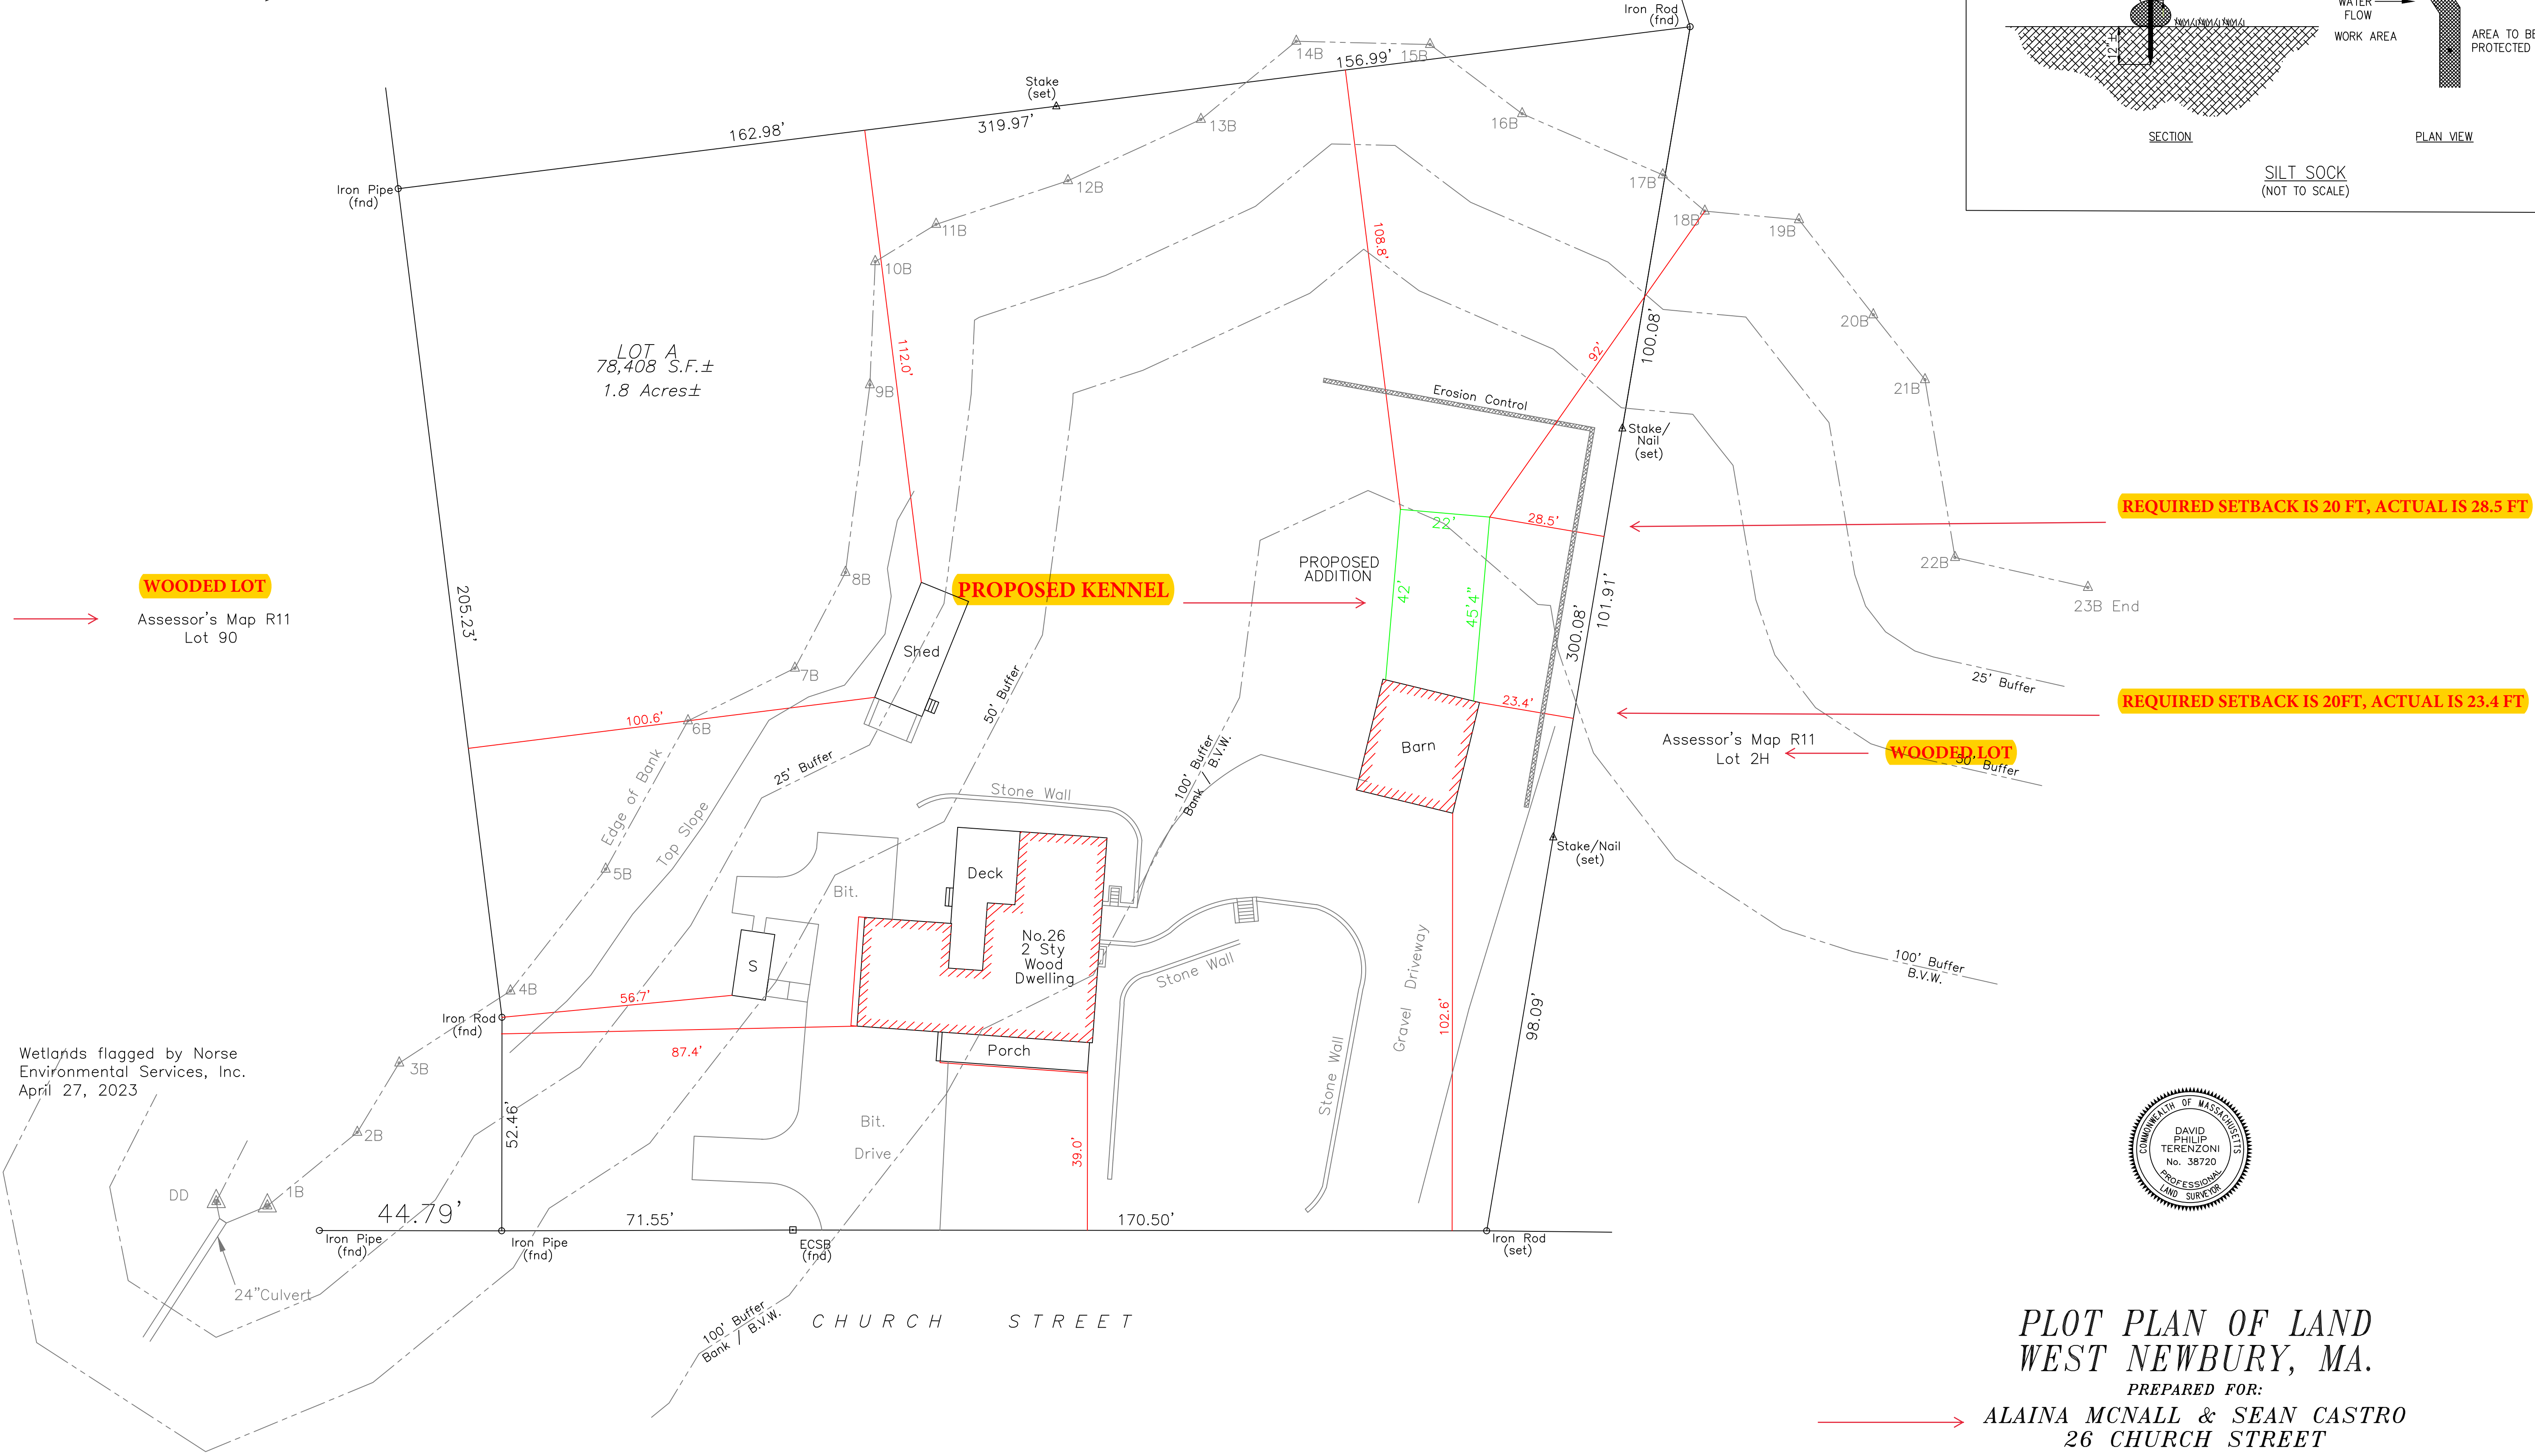 Iron Rod
(fnd)
WATER
FLOW
WORK AREA
AREA TO BE
PROTECTED
12"±
SECTION
PLAN VIEW
SILT SOCK
(NOT TO SCALE)
14B
15B
156.99'
Stake
(set)
13B
16B
162.98'
319.97'
Iron Pipe
(fnd)
12B
17B
11B
18B
19B
108.8'
10B
20B
100.08'
112.0'
92'
LOT A
78,408 S.F.±
1.8 Acres±
9B
21B
Erosion Control
Stake/
Nail
(set)
REQUIRED SETBACK IS 20 FT, ACTUAL IS 28.5 FT
22'
28.5'
PROPOSED
ADDITION
22B
WOODED LOT
8B
PROPOSED KENNEL
42'
45'4"
101.91'
23B End
Assessor's Map R11
Lot 90
205.23'
300.08'
Shed
7B
50' Buffer
25' Buffer
REQUIRED SETBACK IS 20FT, ACTUAL IS 23.4 FT
100.6'
6B
23.4'
Barn
Assessor's Map R11
Lot 2H
WOODED LOT
50' Buffer
25' Buffer
100' Buffer
Bank / B.V.W.
Edge of Bank
Top Slope
Stone Wall
Stake/Nail
(set)
5B
Deck
Bit.
No.26
2 Sty
Wood
Dwelling
S
Stone Wall
100' Buffer
B.V.W.
4B
56.7'
Iron Rod
(fnd)
Gravel Driveway
102.6'
98.09'
87.4'
Porch
Wetlands flagged by Norse
Environmental Services, Inc.
April 27, 2023
3B
Stone Wall
52.46'
2B
Bit.
Drive
39.0'
COMMONWEALTH OF MASSACHUSETTS
DAVID
PHILIP
TERENZONI
No. 38720
PROFESSIONAL
LAND SURVEYOR
DD
1B
44.79'
71.55'
170.50'
Iron Pipe
(fnd)
Iron Pipe
(fnd)
ECSB
(fnd)
Iron Rod
(set)
24"Culvert
100' Buffer
Bank / B.V.W.
CHURCH STREET
PLOT PLAN OF LAND
WEST NEWBURY, MA.
PREPARED FOR:
ALAINA MCNALL & SEAN CASTRO
26 CHURCH STREET